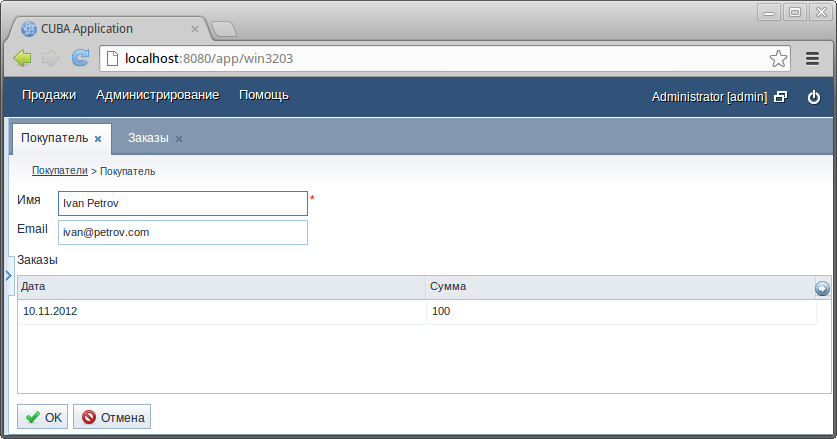 CUBA Application
localhost:8080/app/win3203
Продажи Администрирование Помощь Administrator [admin]
Покупатель Заказы
Покупатели > Покупатель
Имя Ivan Petrov *
Email ivan@petrov.com
Заказы
Дата Сумма
10.11.2012 100
OK Отмена